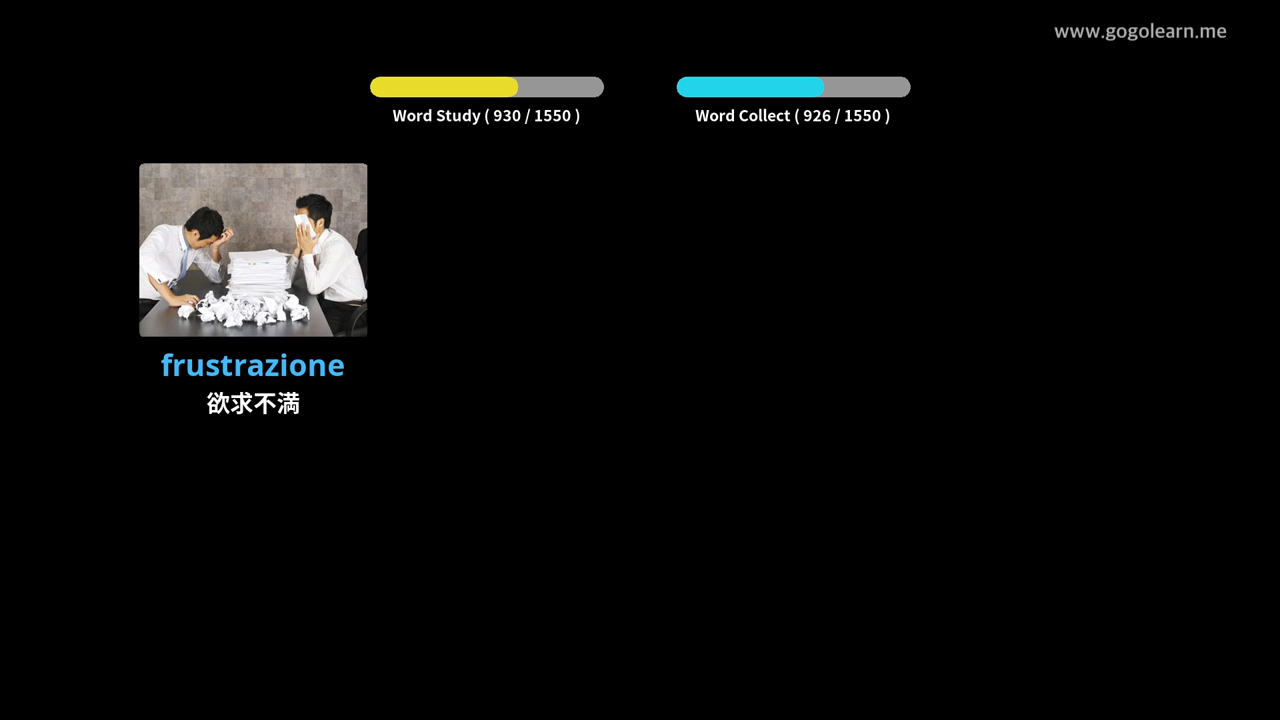 www.gogolearn.me
Word Study ( 930 / 1550 )
Word Collect ( 926 / 1550 )
frustrazione
欲求不満